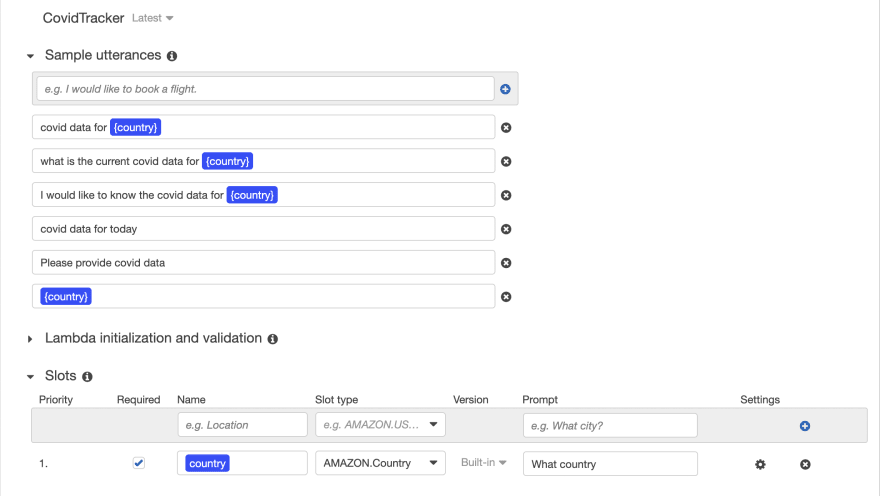 CovidTracker Latest
Sample utterances
e.g. I would like to book a flight.
covid data for {country}
what is the current covid data for {country}
I would like to know the covid data for {country}
covid data for today
Please provide covid data
{country}
Lambda initialization and validation
Slots
Priority Required Name Slot type Version Prompt Settings
e.g. Location e.g. AMAZON.US... e.g. What city?
1. country AMAZON.Country Built-in What country